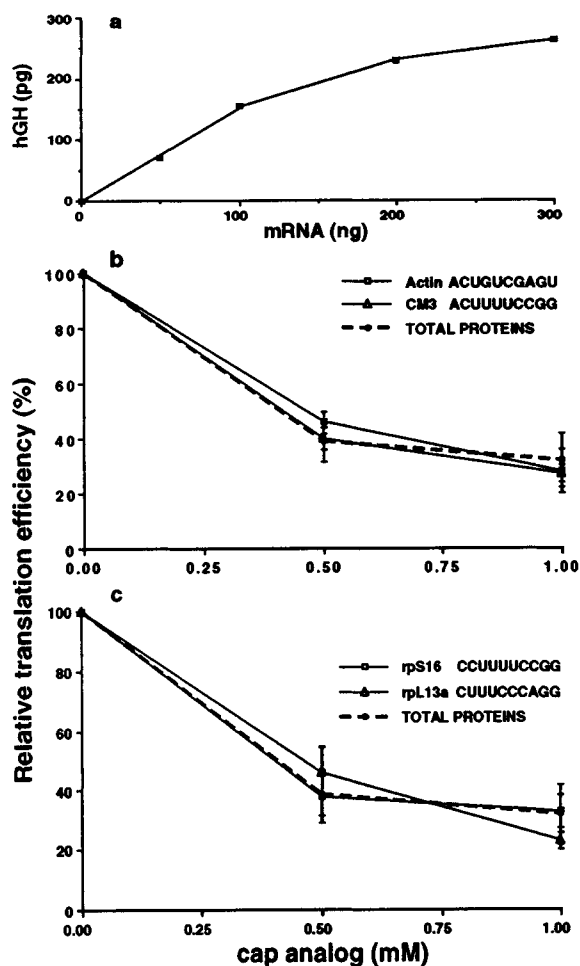 a
300
200
100
0
hGH (pg)
0
100
200
300
mRNA (ng)
b
100
80
60
40
20
0
Actin ACUGUCGAGU
CM3 ACUUUUCCGG
TOTAL PROTEINS
0.00
0.25
0.50
0.75
1.00
Relative translation efficiency (%)
c
100
80
60
40
20
0
rpS16 CCUUUUCCGG
rpL13a CUUUCCCAGG
TOTAL PROTEINS
0.00
0.25
0.50
0.75
1.00
cap analog (mM)